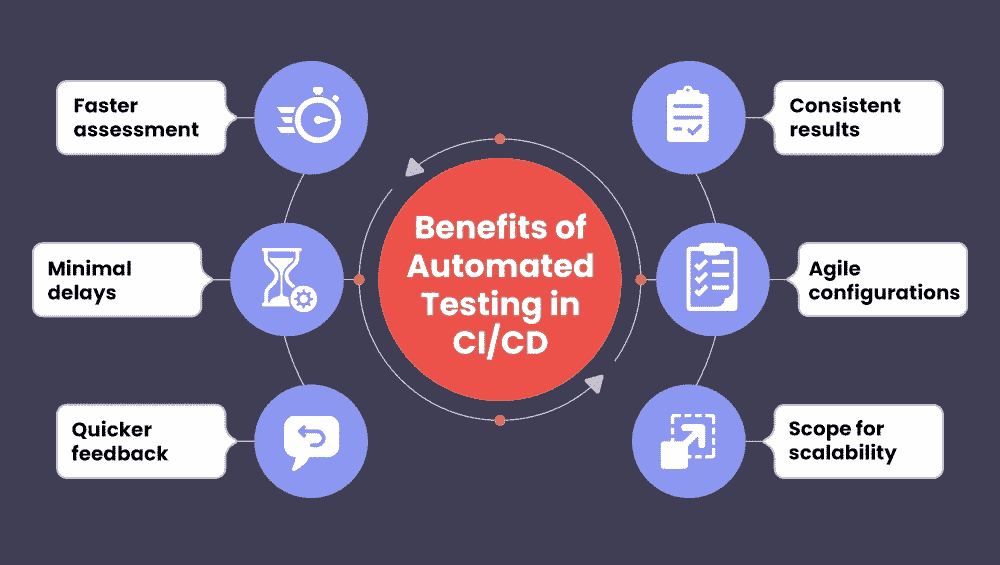 Faster
assessment
Minimal
delays
Quicker
feedback
Benefits of
Automated
Testing in
CI/CD
Consistent
results
Agile
configurations
Scope for
scalability